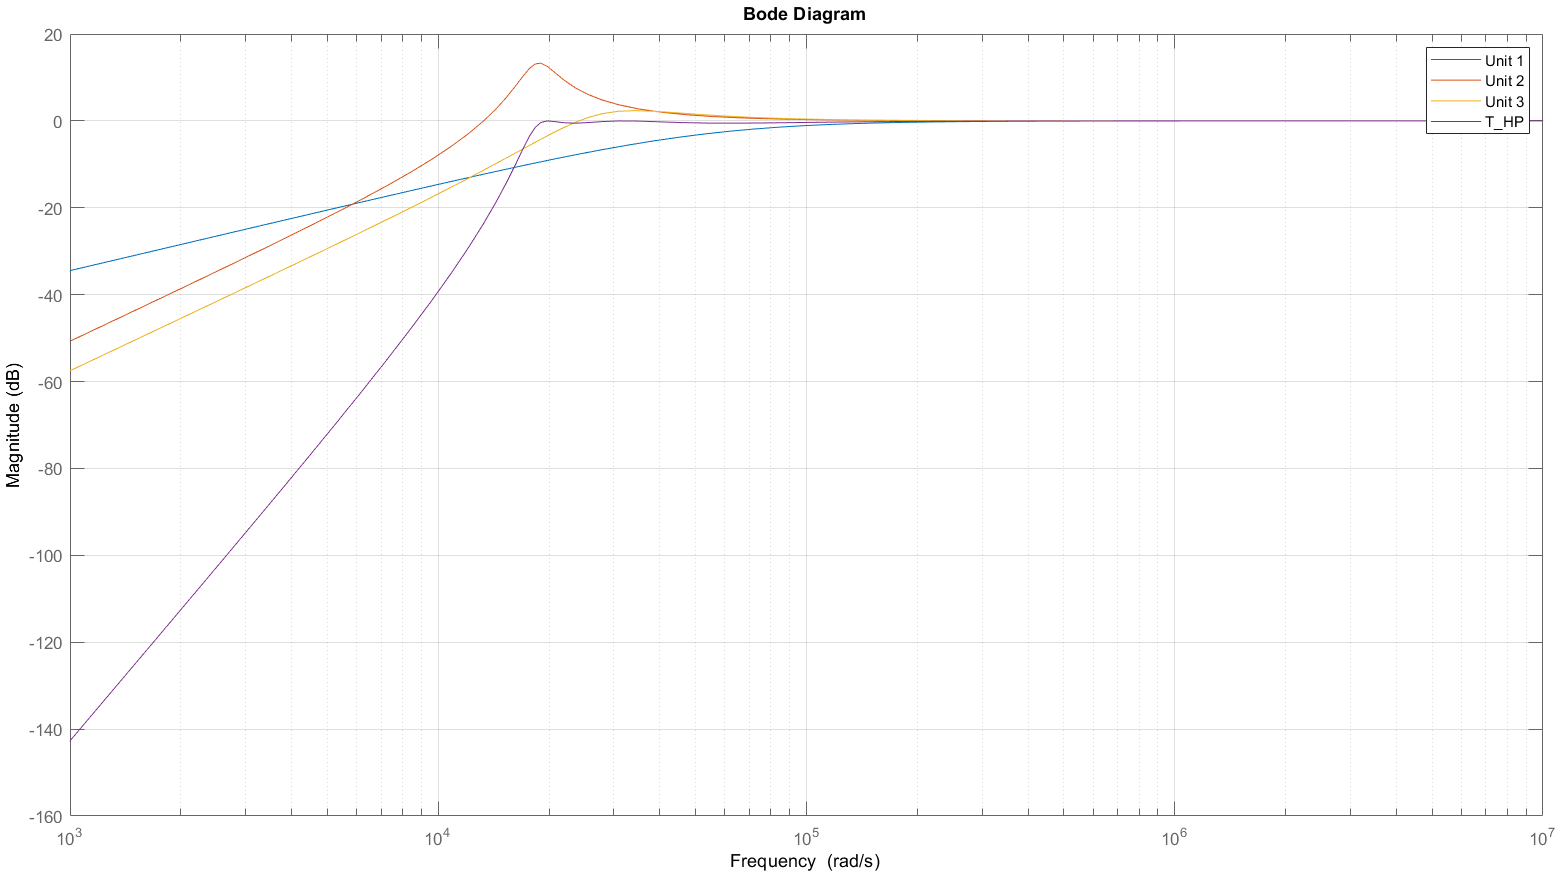 Bode Diagram
Unit 1
Unit 2
Unit 3
T_HP
20
0
-20
-40
-60
-80
-100
-120
-140
-160
Magnitude (dB)
10^3
10^4
10^5
10^6
10^7
Frequency (rad/s)